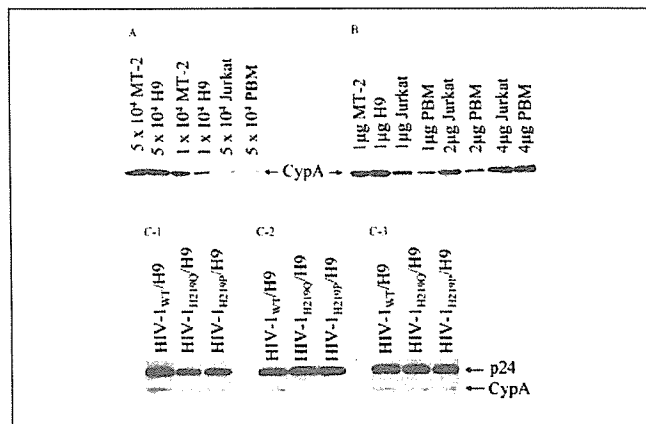 A
5 x 10⁴ MT-2
5 x 10⁴ H9
1 x 10⁴ MT-2
1 x 10⁴ H9
5 x 10⁴ Jurkat
5 x 10⁴ PBM
B
1µg MT-2
1µg H9
1µg Jurkat
1µg PBM
2µg Jurkat
2µg PBM
4µg Jurkat
4µg PBM
← CypA →
C-1
HIV-1WT/H9
HIV-1H219Q/H9
HIV-1H219P/H9
C-2
HIV-1WT/H9
HIV-1H219Q/H9
HIV-1H219P/H9
C-3
HIV-1WT/H9
HIV-1H219Q/H9
HIV-1H219P/H9
← p24
← CypA